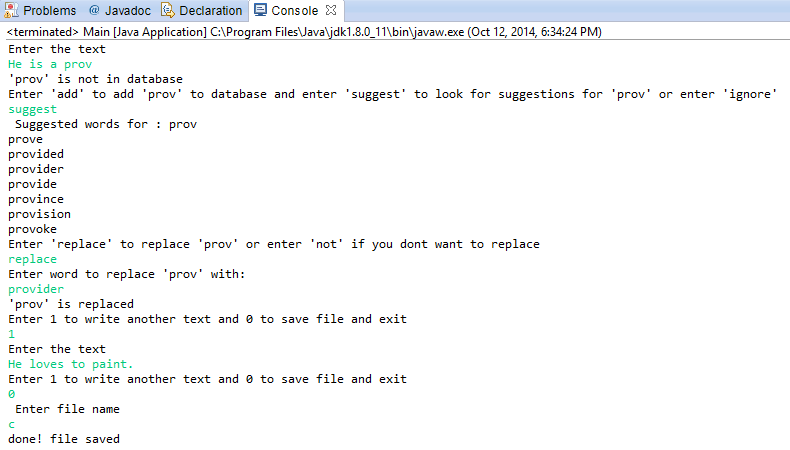 Problems @ Javadoc Declaration Console
<terminated> Main [Java Application] C:\Program Files\Java\jdk1.8.0_11\bin\javaw.exe (Oct 12, 2014, 6:34:24 PM)
Enter the text
He is a prov
'prov' is not in database
Enter 'add' to add 'prov' to database and enter 'suggest' to look for suggestions for 'prov' or enter 'ignore'
suggest
Suggested words for : prov
prove
provided
provider
provide
province
provision
provoke
Enter 'replace' to replace 'prov' or enter 'not' if you dont want to replace
replace
Enter word to replace 'prov' with:
provider
'prov' is replaced
Enter 1 to write another text and 0 to save file and exit
1
Enter the text
He loves to paint.
Enter 1 to write another text and 0 to save file and exit
0
Enter file name
c
done! file saved